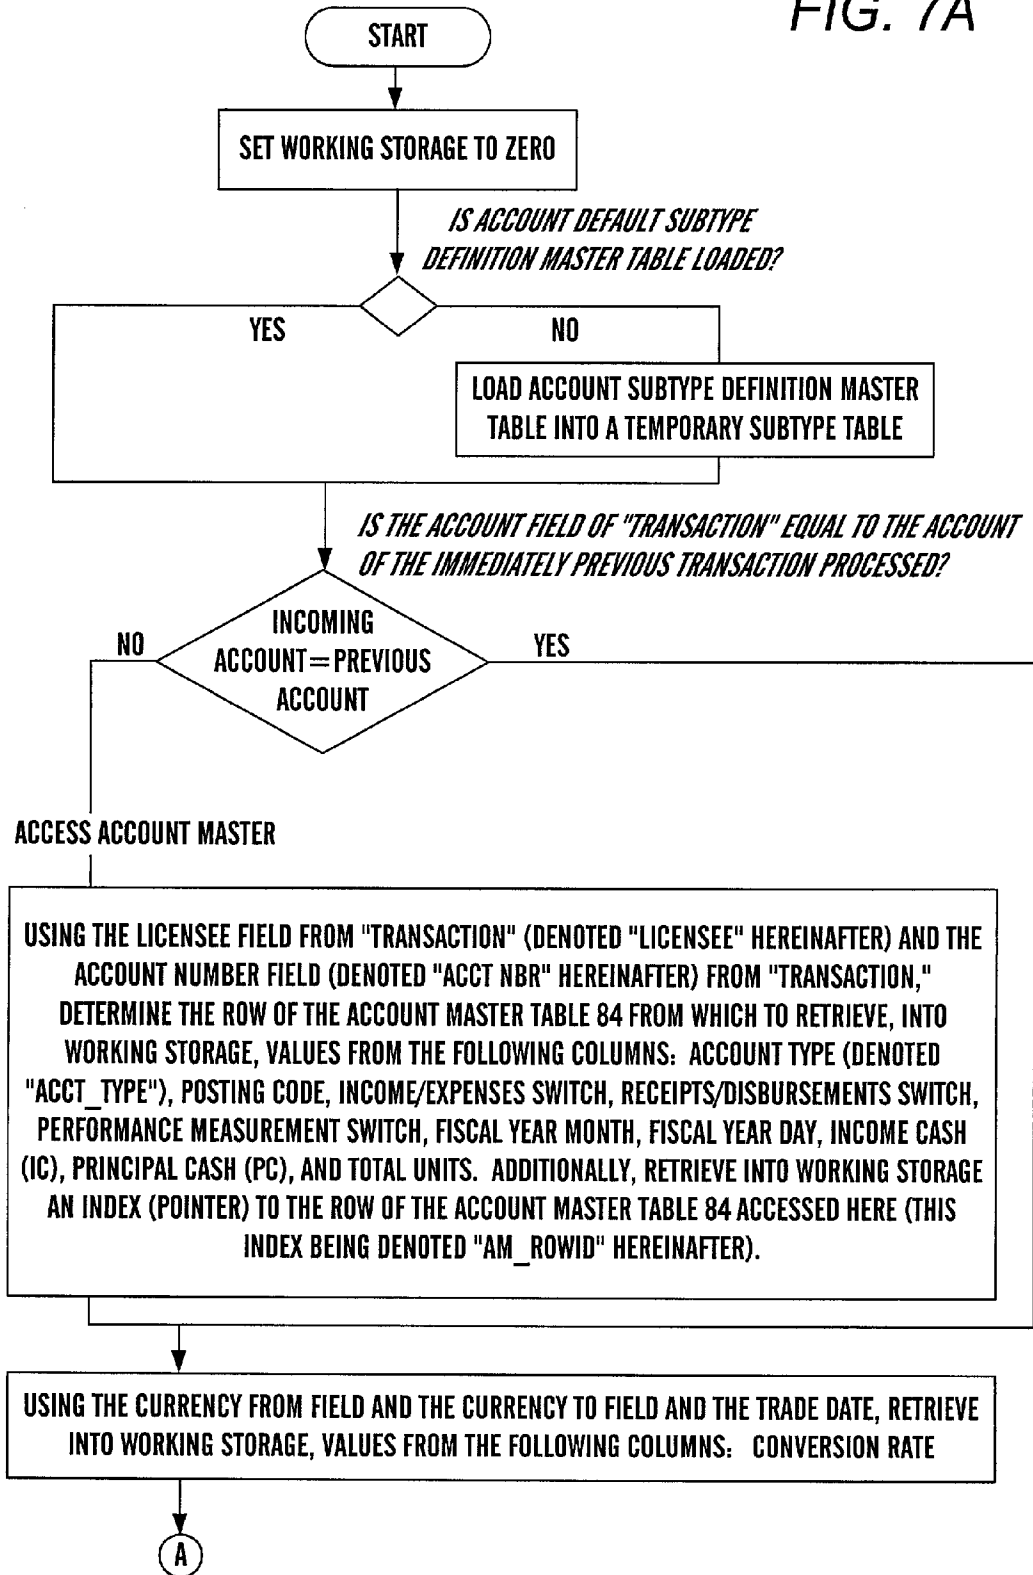 FIG. 7A
START
SET WORKING STORAGE TO ZERO
IS ACCOUNT DEFAULT SUBTYPE
DEFINITION MASTER TABLE LOADED?
YES
NO
LOAD ACCOUNT SUBTYPE DEFINITION MASTER
TABLE INTO A TEMPORARY SUBTYPE TABLE
IS THE ACCOUNT FIELD OF "TRANSACTION" EQUAL TO THE ACCOUNT
OF THE IMMEDIATELY PREVIOUS TRANSACTION PROCESSED?
NO
INCOMING
ACCOUNT=PREVIOUS
ACCOUNT
YES
ACCESS ACCOUNT MASTER
USING THE LICENSEE FIELD FROM "TRANSACTION" (DENOTED "LICENSEE" HEREINAFTER) AND THE
ACCOUNT NUMBER FIELD (DENOTED "ACCT NBR" HEREINAFTER) FROM "TRANSACTION,"
DETERMINE THE ROW OF THE ACCOUNT MASTER TABLE 84 FROM WHICH TO RETRIEVE, INTO
WORKING STORAGE, VALUES FROM THE FOLLOWING COLUMNS: ACCOUNT TYPE (DENOTED
"ACCT_TYPE"), POSTING CODE, INCOME/EXPENSES SWITCH, RECEIPTS/DISBURSEMENTS SWITCH,
PERFORMANCE MEASUREMENT SWITCH, FISCAL YEAR MONTH, FISCAL YEAR DAY, INCOME CASH
(IC), PRINCIPAL CASH (PC), AND TOTAL UNITS. ADDITIONALLY, RETRIEVE INTO WORKING STORAGE
AN INDEX (POINTER) TO THE ROW OF THE ACCOUNT MASTER TABLE 84 ACCESSED HERE (THIS
INDEX BEING DENOTED "AM_ROWID" HEREINAFTER).
USING THE CURRENCY FROM FIELD AND THE CURRENCY TO FIELD AND THE TRADE DATE, RETRIEVE
INTO WORKING STORAGE, VALUES FROM THE FOLLOWING COLUMNS: CONVERSION RATE
A